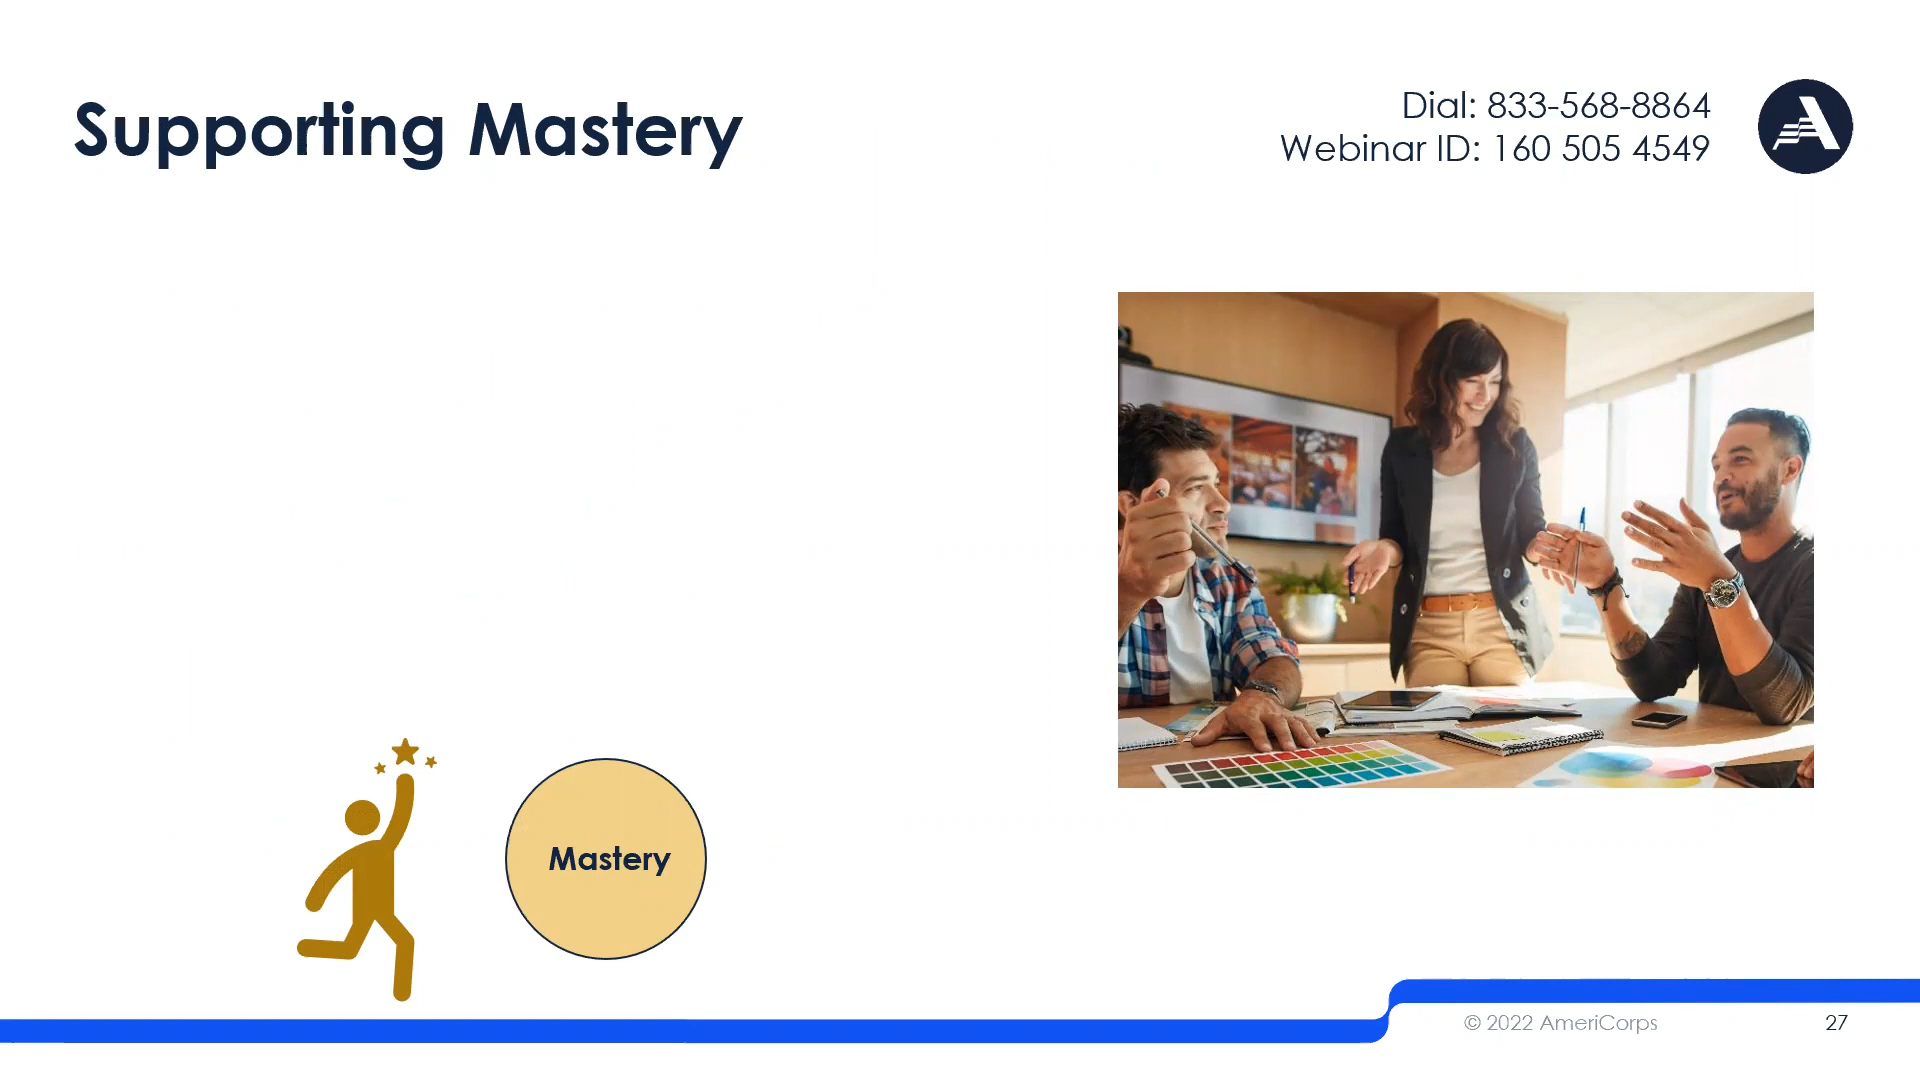 Supporting Mastery
Dial: 833-568-8864
Webinar ID: 160 505 4549
Mastery
© 2022 AmeriCorps
27